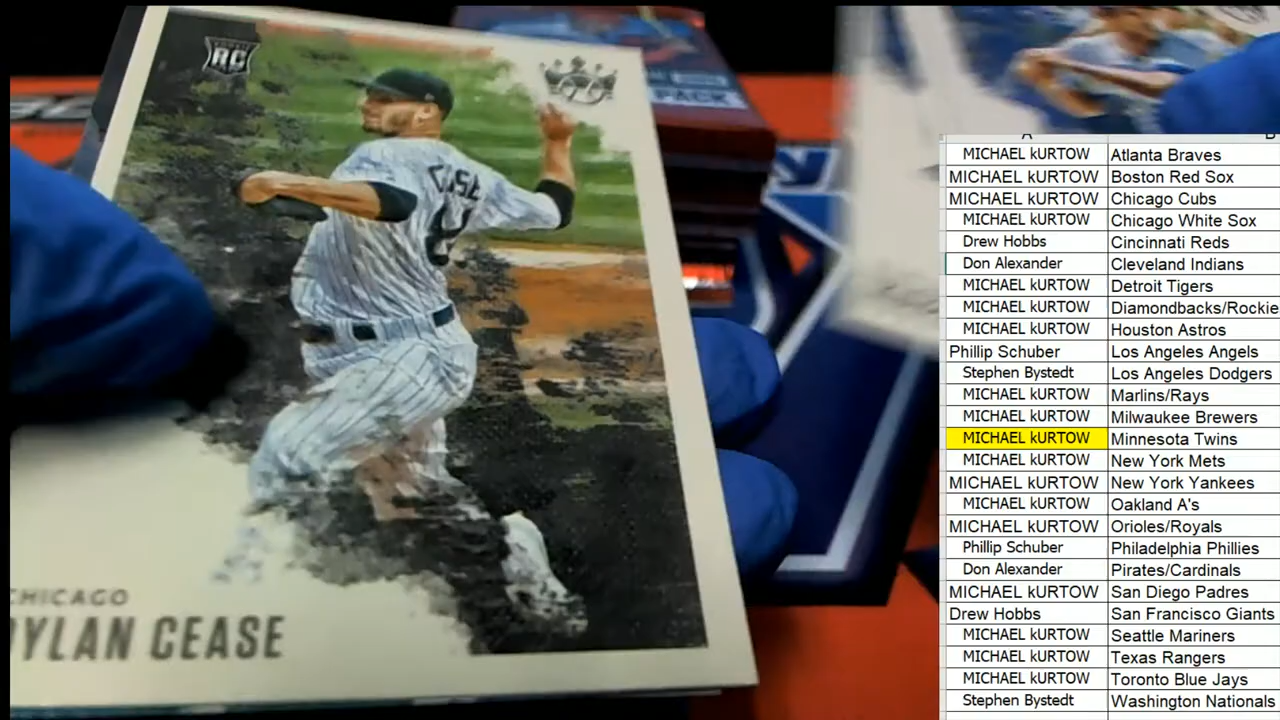 RC
PACK
CEASE
CHICAGO
DYLAN CEASE
A B
MICHAEL kURTOW Atlanta Braves
MICHAEL kURTOW Boston Red Sox
MICHAEL kURTOW Chicago Cubs
MICHAEL kURTOW Chicago White Sox
Drew Hobbs Cincinnati Reds
Don Alexander Cleveland Indians
MICHAEL kURTOW Detroit Tigers
MICHAEL kURTOW Diamondbacks/Rockie
MICHAEL kURTOW Houston Astros
Phillip Schuber Los Angeles Angels
Stephen Bystedt Los Angeles Dodgers
MICHAEL kURTOW Marlins/Rays
MICHAEL kURTOW Milwaukee Brewers
MICHAEL kURTOW Minnesota Twins
MICHAEL kURTOW New York Mets
MICHAEL kURTOW New York Yankees
MICHAEL kURTOW Oakland A's
MICHAEL kURTOW Orioles/Royals
Phillip Schuber Philadelphia Phillies
Don Alexander Pirates/Cardinals
MICHAEL kURTOW San Diego Padres
Drew Hobbs San Francisco Giants
MICHAEL kURTOW Seattle Mariners
MICHAEL kURTOW Texas Rangers
MICHAEL kURTOW Toronto Blue Jays
Stephen Bystedt Washington Nationals